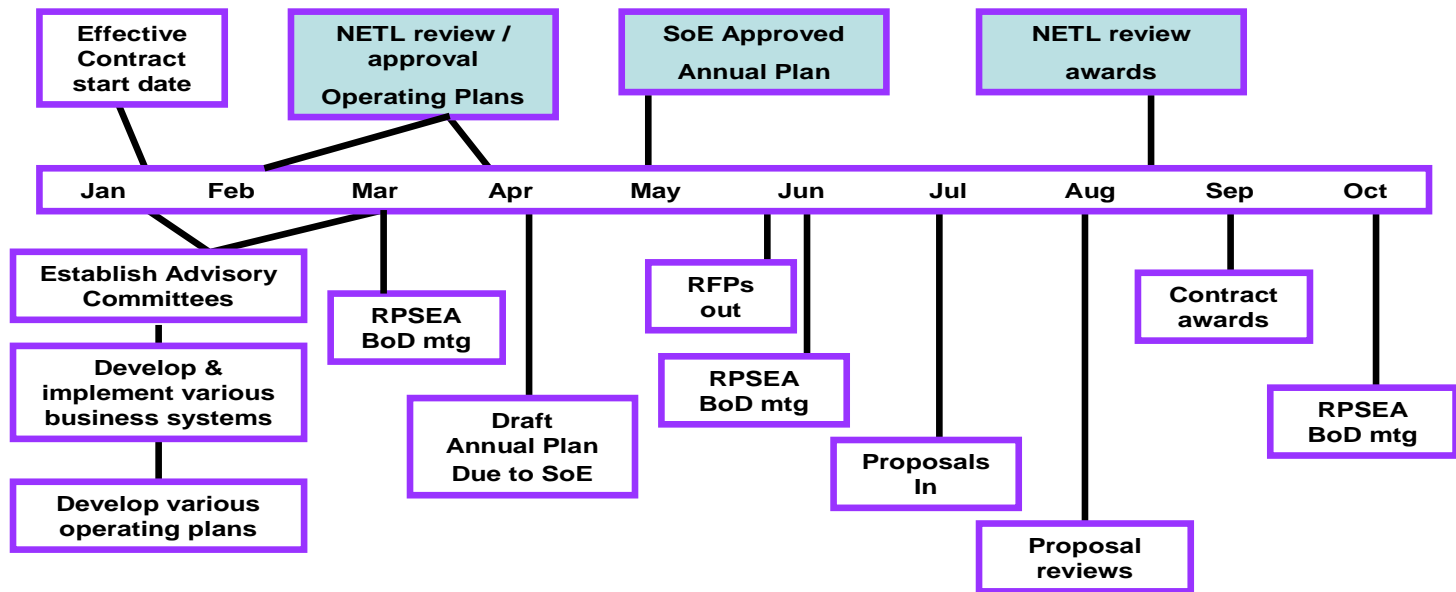 Effective
Contract
start date
NETL review /
approval
Operating Plans
SoE Approved
Annual Plan
NETL review
awards
Jan Feb Mar Apr May Jun Jul Aug Sep Oct
Establish Advisory
Committees
Develop &
implement various
business systems
Develop various
operating plans
RPSEA
BoD mtg
Draft
Annual Plan
Due to SoE
RFPs
out
RPSEA
BoD mtg
Proposals
In
Proposal
reviews
Contract
awards
RPSEA
BoD mtg